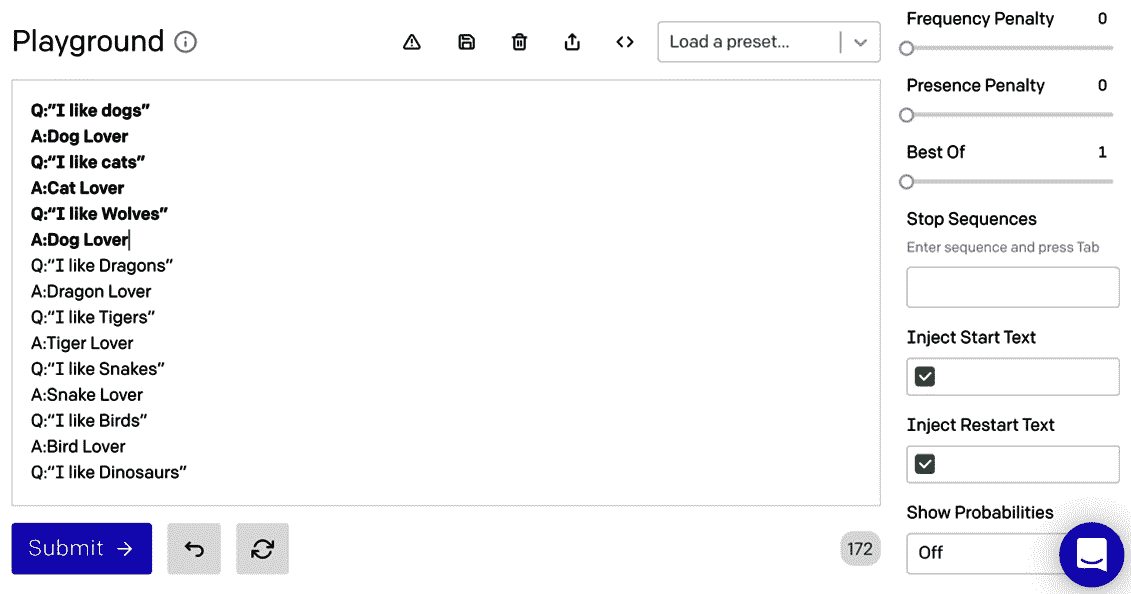 Playground
Load a preset...
Q:”I like dogs”
A:Dog Lover
Q:“I like cats”
A:Cat Lover
Q:“I like Wolves”
A:Dog Lover
Q:“I like Dragons”
A:Dragon Lover
Q:“I like Tigers”
A:Tiger Lover
Q:“I like Snakes”
A:Snake Lover
Q:“I like Birds”
A:Bird Lover
Q:“I like Dinosaurs”
Submit
172
Frequency Penalty 0
Presence Penalty 0
Best Of 1
Stop Sequences
Enter sequence and press Tab
Inject Start Text
Inject Restart Text
Show Probabilities
Off